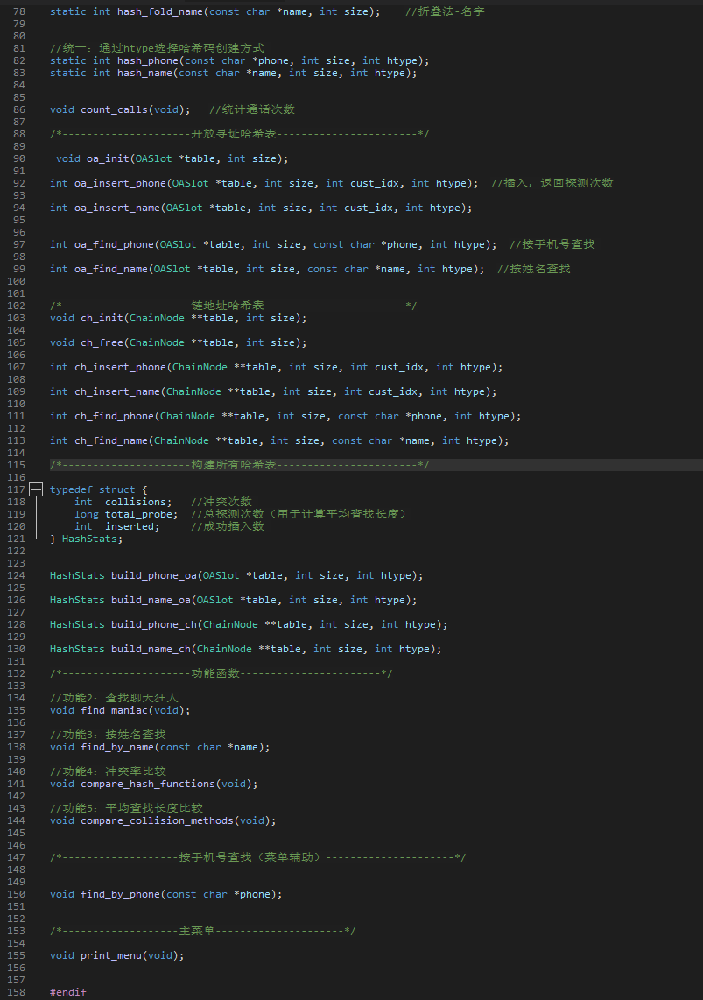 78 static int hash_fold_name(const char *name, int size);    //折叠法-名字
79
80
81 //统一：通过htype选择哈希码创建方式
82 static int hash_phone(const char *phone, int size, int htype);
83 static int hash_name(const char *name, int size, int htype);
84
85
86 void count_calls(void);   //统计通话次数
87
88 /*---------------------开放寻址哈希表-----------------------*/
89
90  void oa_init(OASlot *table, int size);
91
92 int oa_insert_phone(OASlot *table, int size, int cust_idx, int htype);  //插入，返回探测次数
93
94 int oa_insert_name(OASlot *table, int size, int cust_idx, int htype);
95
96
97 int oa_find_phone(OASlot *table, int size, const char *phone, int htype);  //按手机号查找
98
99 int oa_find_name(OASlot *table, int size, const char *name, int htype);  //按姓名查找
100
101
102 /*---------------------链地址哈希表-----------------------*/
103 void ch_init(ChainNode **table, int size);
104
105 void ch_free(ChainNode **table, int size);
106
107 int ch_insert_phone(ChainNode **table, int size, int cust_idx, int htype);
108
109 int ch_insert_name(ChainNode **table, int size, int cust_idx, int htype);
110
111 int ch_find_phone(ChainNode **table, int size, const char *phone, int htype);
112
113 int ch_find_name(ChainNode **table, int size, const char *name, int htype);
114
115 /*---------------------构建所有哈希表-----------------------*/
116
117 typedef struct {
118     int  collisions;   //冲突次数
119     long total_probe;  //总探测次数（用于计算平均查找长度）
120     int  inserted;     //成功插入数
121 } HashStats;
122
123
124 HashStats build_phone_oa(OASlot *table, int size, int htype);
125
126 HashStats build_name_oa(OASlot *table, int size, int htype);
127
128 HashStats build_phone_ch(ChainNode **table, int size, int htype);
129
130 HashStats build_name_ch(ChainNode **table, int size, int htype);
131
132 /*---------------------功能函数-----------------------*/
133
134 //功能2：查找聊天狂人
135 void find_maniac(void);
136
137 //功能3：按姓名查找
138 void find_by_name(const char *name);
139
140 //功能4：冲突率比较
141 void compare_hash_functions(void);
142
143 //功能5：平均查找长度比较
144 void compare_collision_methods(void);
145
146
147 /*-------------------按手机号查找（菜单辅助）---------------------*/
148
149
150 void find_by_phone(const char *phone);
151
152
153 /*-------------------主菜单---------------------*/
154
155 void print_menu(void);
156
157
158 #endif